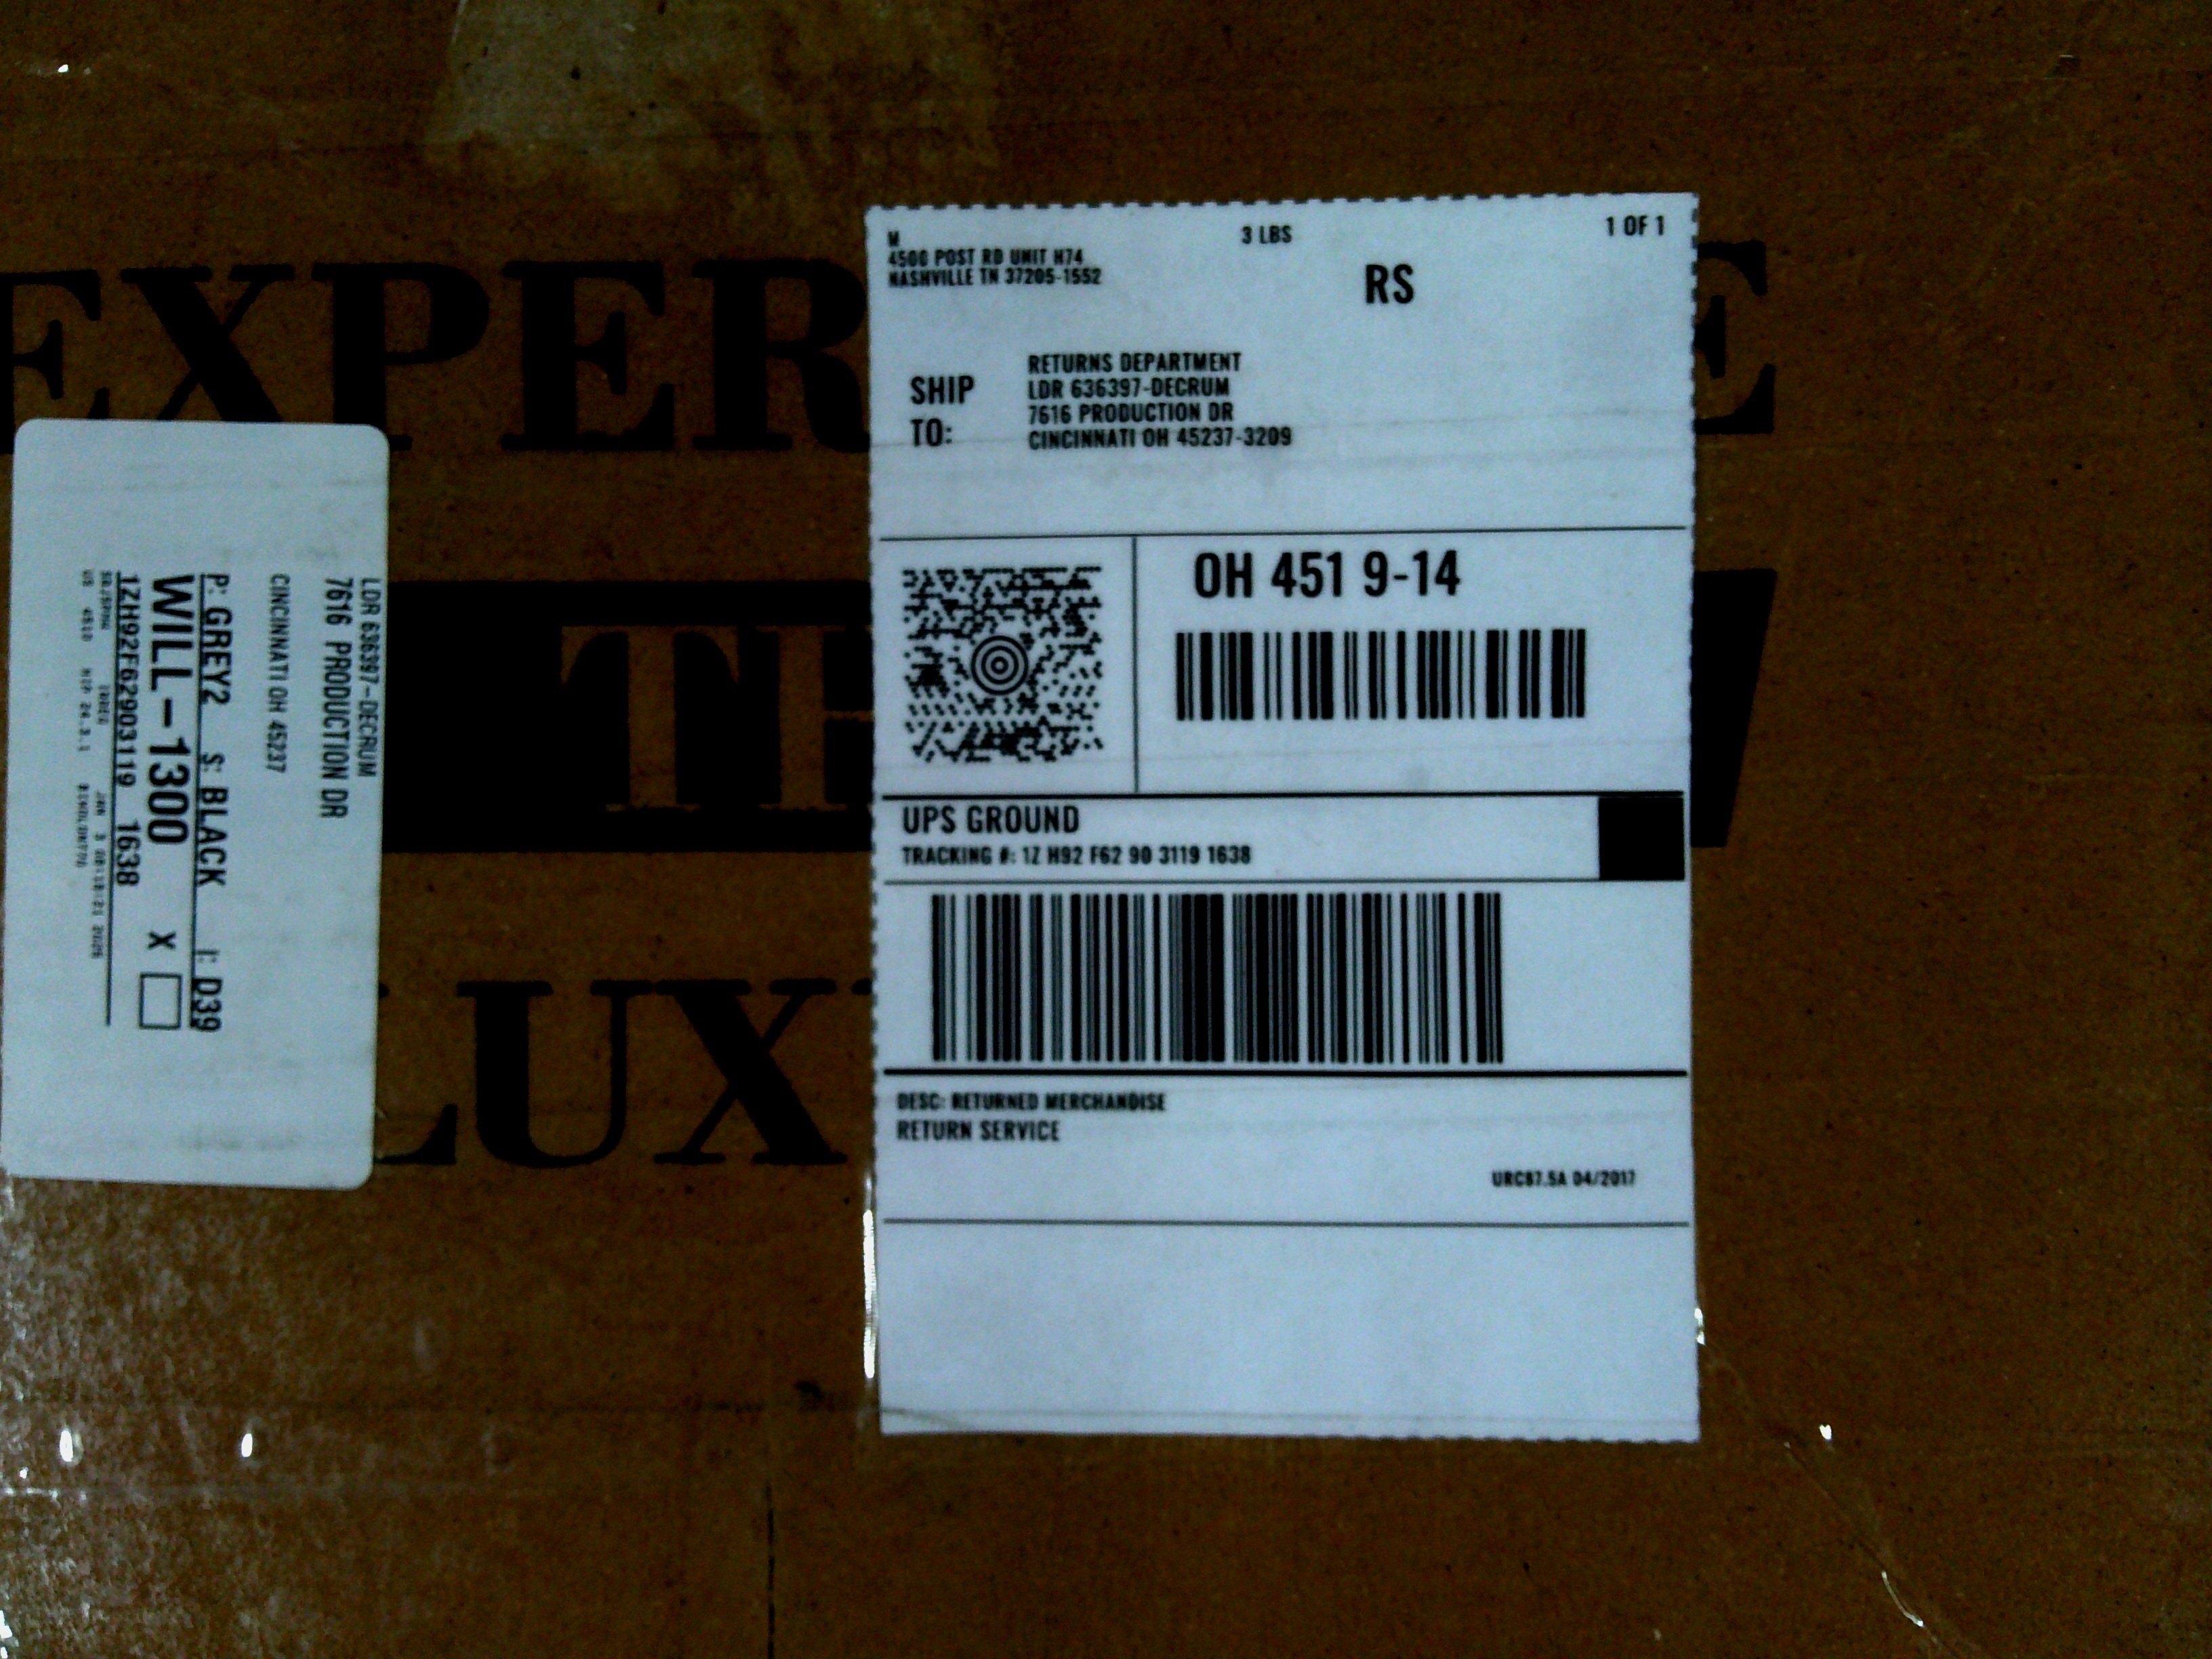 M
3 LBS
1 OF 1
4500 POST RD UNIT H74
NASHVILLE TN 37205-1552
RS
SHIP TO:
RETURNS DEPARTMENT
LDR 636397-DECRUM
7616 PRODUCTION DR
CINCINNATI OH 45237-3209
OH 451 9-14
UPS GROUND
TRACKING #: 1Z H92 F62 90 3119 1638
DESC: RETURNED MERCHANDISE
RETURN SERVICE
04/2017
LDR 636397-DECRUM
7616 PRODUCTION DR
CINCINNATI OH 45237
P: GREY2 S: BLACK I: D39
WILL-1300 X
1ZH92F62903119 1638
EXPER E
TH
LUX